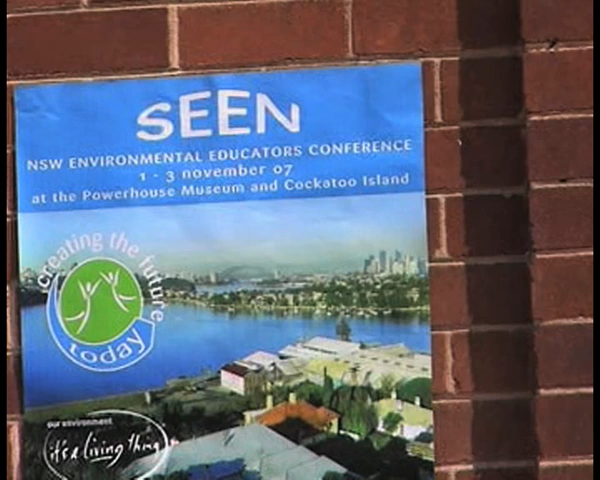 SEEN
NSW ENVIRONMENTAL EDUCATORS CONFERENCE
1 - 3 november 07
at the Powerhouse Museum and Cockatoo Island
creating the future
today
our environment
it's a living thing